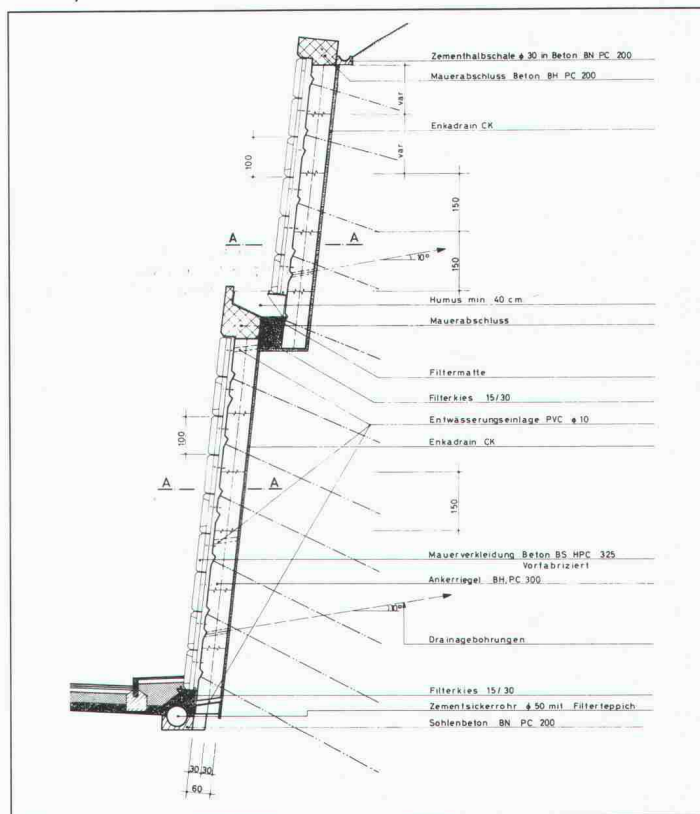 Zementhalbschale ϕ 30 in Beton BN PC 200
Mauerabschluss Beton BH PC 200
var
Enkadrain CK
var
100
150
A
A
150
10°
Humus min 40 cm
Mauerabschluss
Filtermatte
Filterkies 15/30
Entwässerungseinlage PVC ϕ 10
100
Enkadrain CK
A
A
150
Mauerverkleidung Beton BS HPC 325
Vorfabriziert
Ankerriegel BH, PC 300
10°
Drainagebohrungen
Filterkies 15/30
Zementsickerrohr ϕ 50 mit Filterteppich
Sohlenbeton BN PC 200
30 30
60